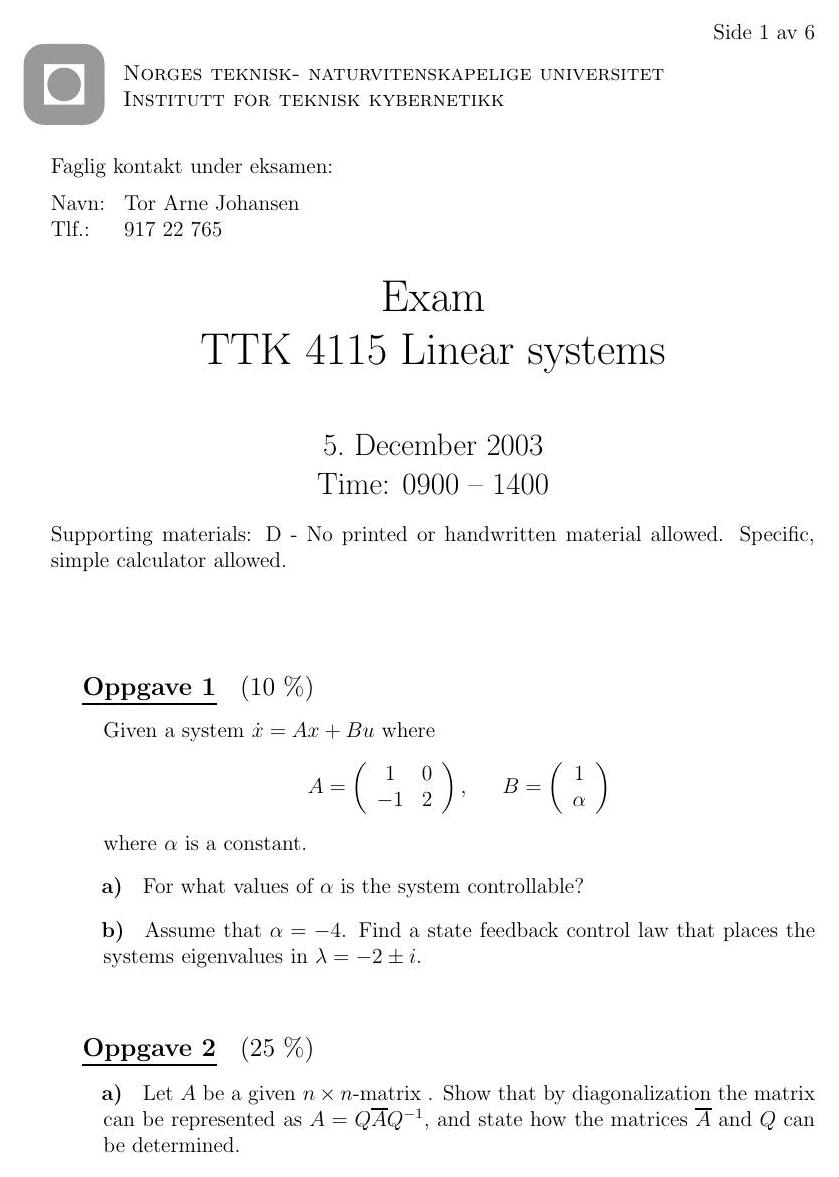 Side 1 av 6
Norges teknisk- naturvitenskapelige universitet
Institutt for teknisk kybernetikk
Faglig kontakt under eksamen:
Navn: Tor Arne Johansen
Tlf.: 917 22 765
Exam
TTK 4115 Linear systems
5. December 2003
Time: 0900 – 1400
Supporting materials: D - No printed or handwritten material allowed. Specific,
simple calculator allowed.
Oppgave 1 (10 %)
Given a system ẋ = Ax + Bu where
A = ( 1 0 ; −1 2 ), B = ( 1 ; α )
where α is a constant.
a) For what values of α is the system controllable?
b) Assume that α = −4. Find a state feedback control law that places the
systems eigenvalues in λ = −2 ± i.
Oppgave 2 (25 %)
a) Let A be a given n × n-matrix . Show that by diagonalization the matrix
can be represented as A = QA̅Q⁻¹, and state how the matrices A̅ and Q can
be determined.